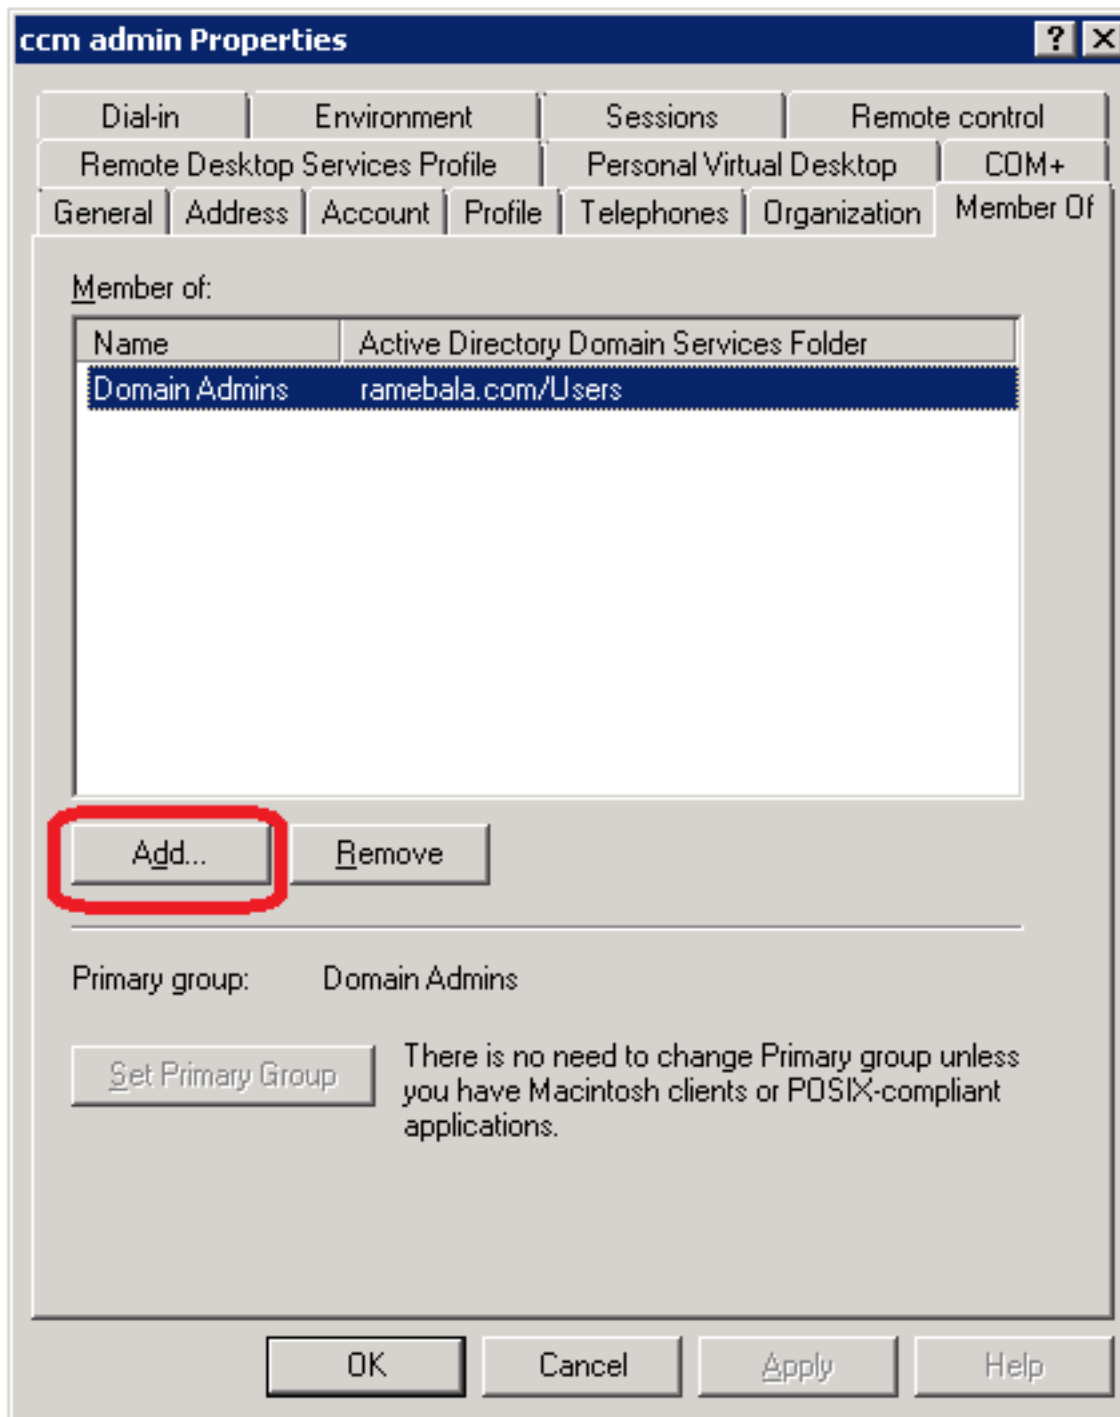 ccm admin Properties
Dial-in Environment Sessions Remote control
Remote Desktop Services Profile Personal Virtual Desktop COM+
General Address Account Profile Telephones Organization Member Of
Member of:
Name Active Directory Domain Services Folder
Domain Admins ramebala.com/Users
Add... Remove
Primary group: Domain Admins
Set Primary Group
There is no need to change Primary group unless
you have Macintosh clients or POSIX-compliant
applications.
OK Cancel Apply Help